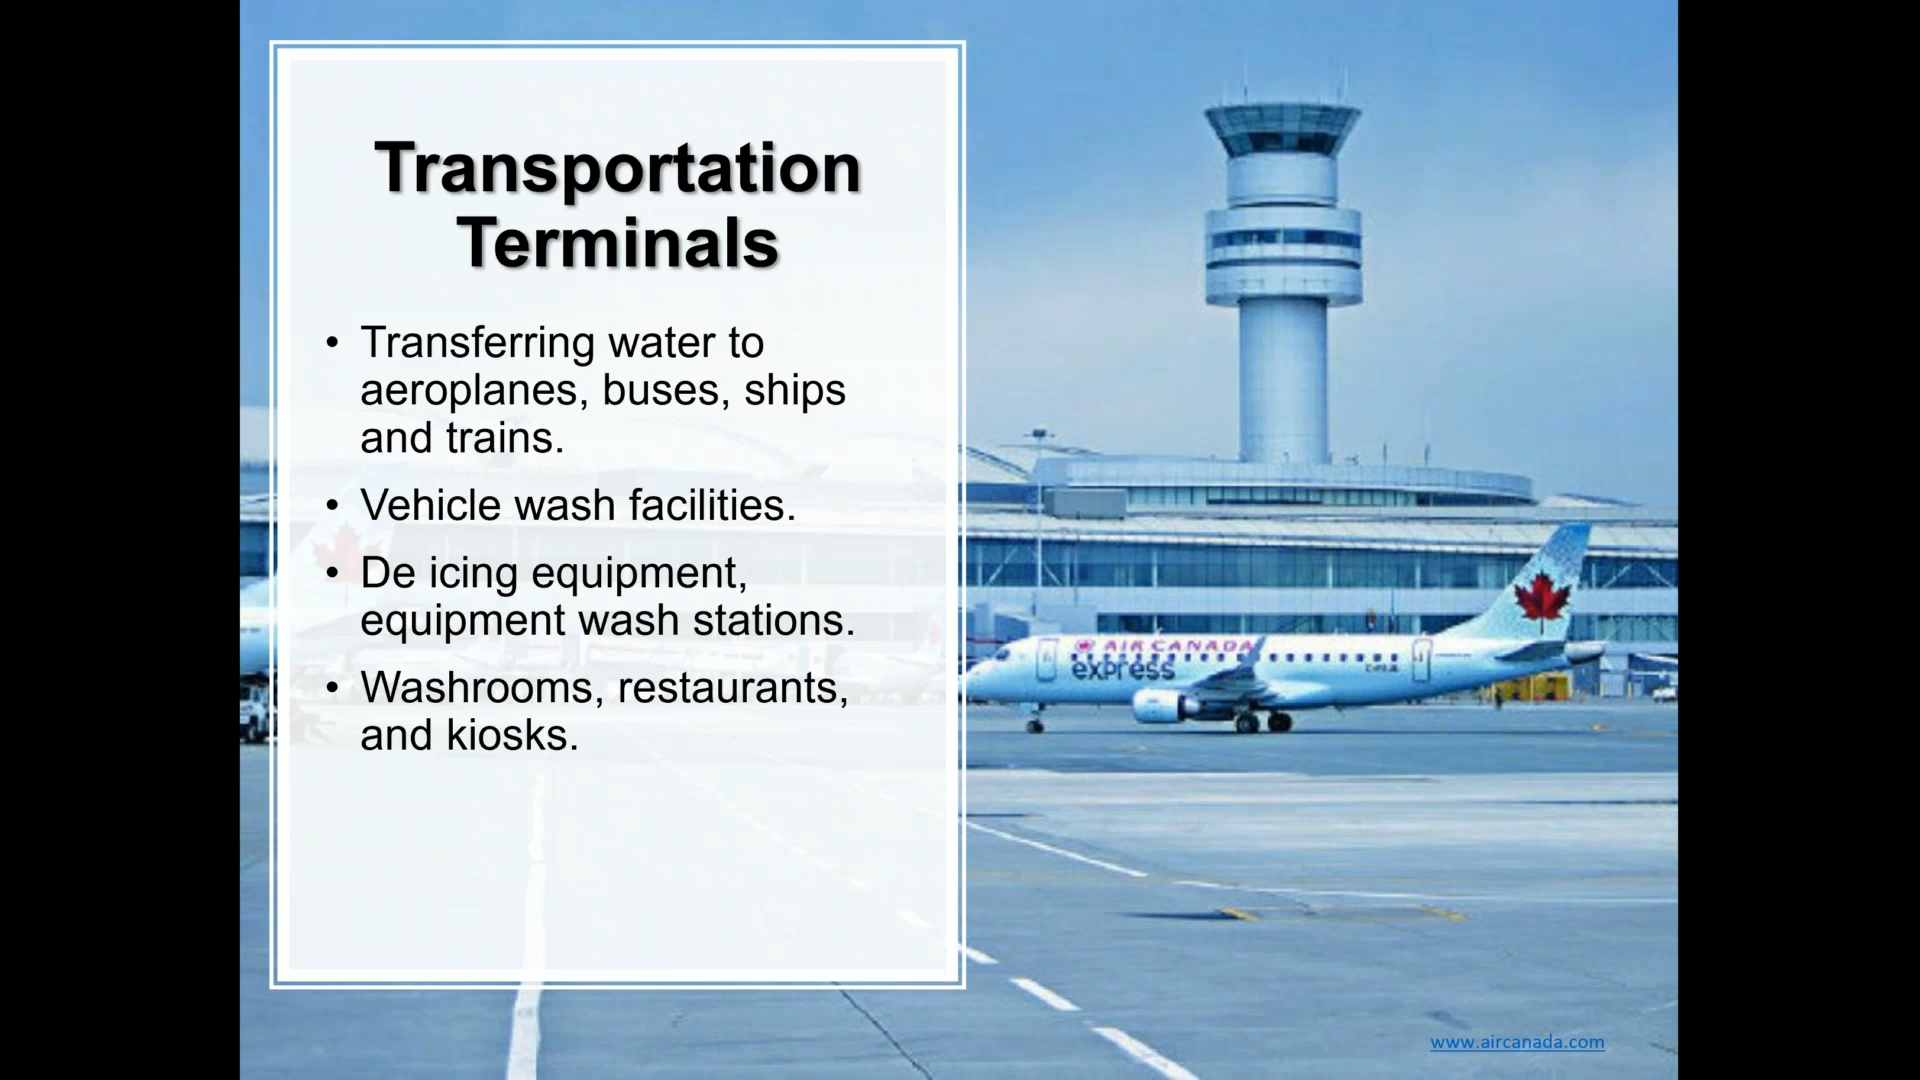 Transportation
Terminals
• Transferring water to
aeroplanes, buses, ships
and trains.
• Vehicle wash facilities.
• De icing equipment,
equipment wash stations.
• Washrooms, restaurants,
and kiosks.
AIR CANADA
express
www.aircanada.com